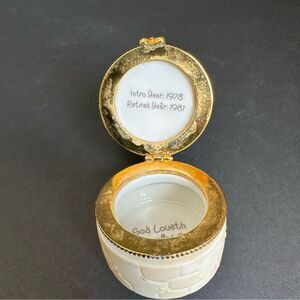 Intro Year: 1978
Retired Year: 1981
God Loveth